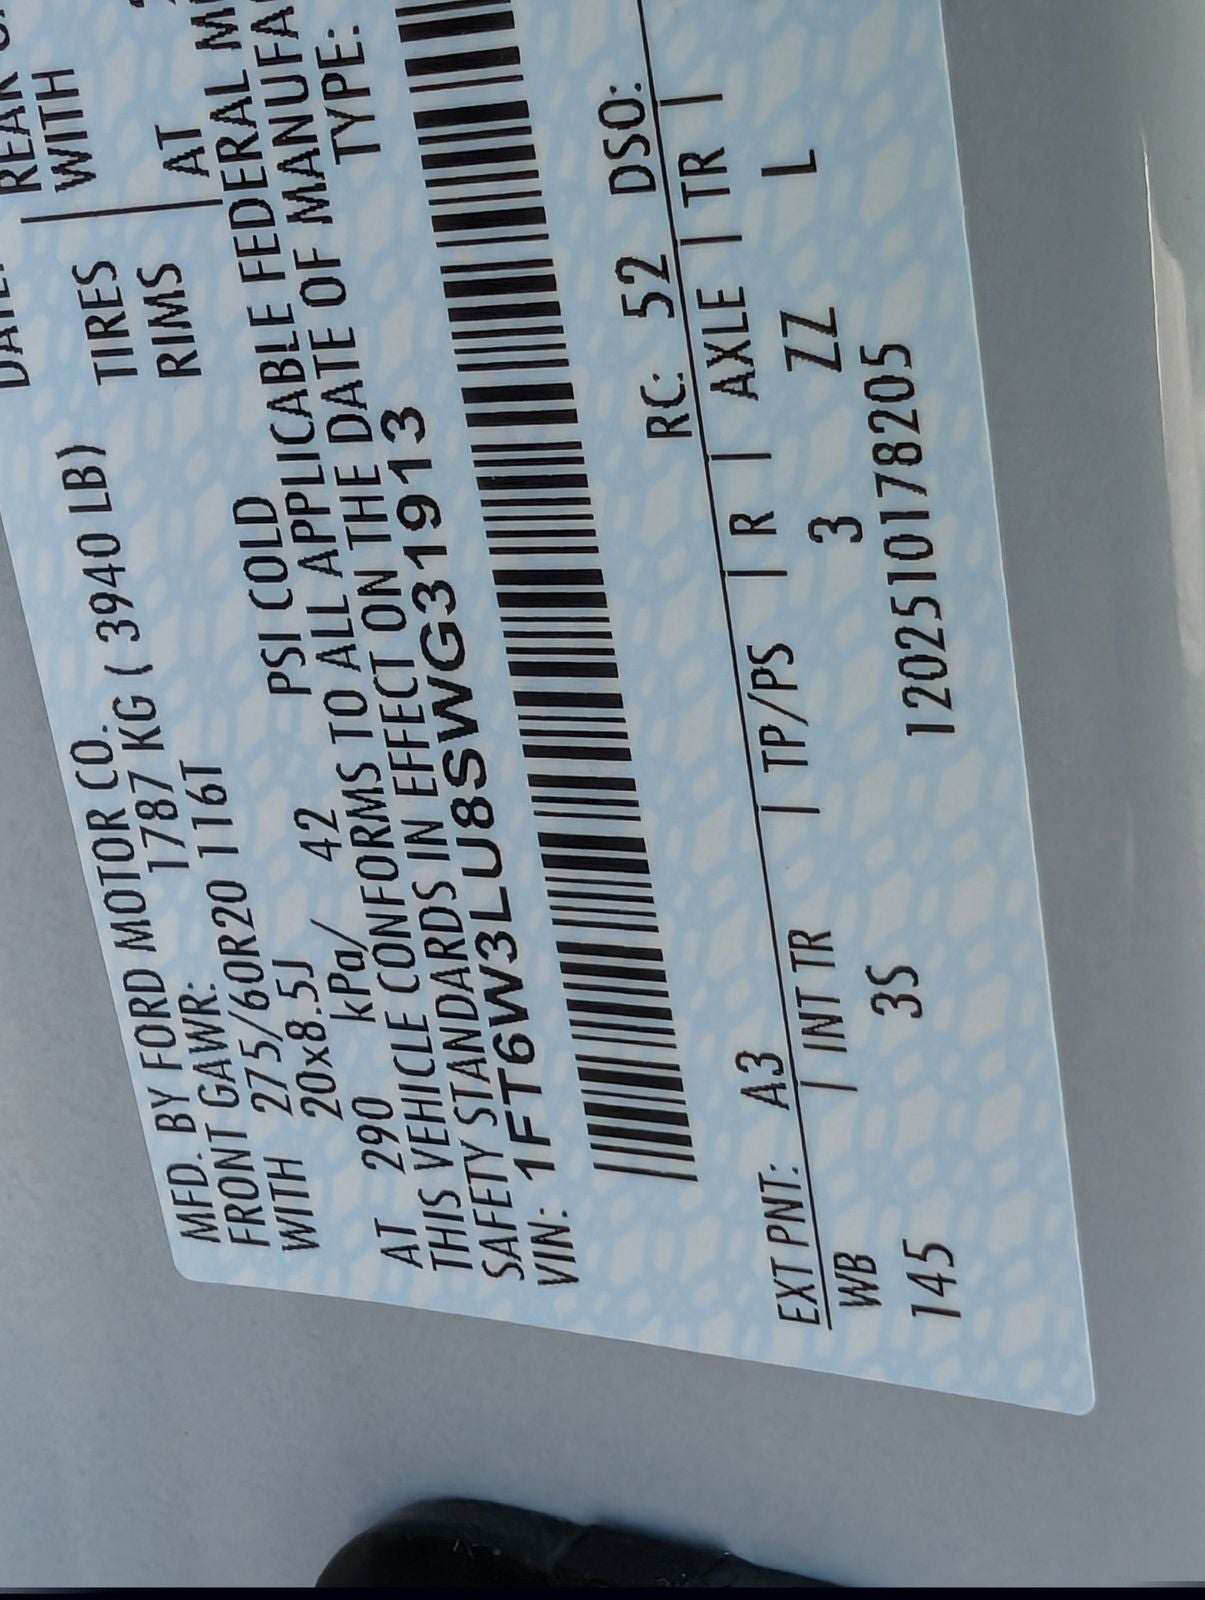 MFD. BY FORD MOTOR CO.
FRONT GAWR: 1787 KG ( 3940 LB)
WITH
275/60R20 116T TIRES
WITH
20x8.5J RIMS
AT 290 kPa/ 42 PSI COLD AT
THIS VEHICLE CONFORMS TO ALL APPLICABLE FEDERAL
SAFETY STANDARDS IN EFFECT ON THE DATE OF
VIN: 1FT6W3LU8SWG31913 TYPE:
EXT PNT: A3 RC: 52 DSO:
WB | INT TR | TP/PS | R | AXLE | TR |
145 3S 3 ZZ L
1202510178205